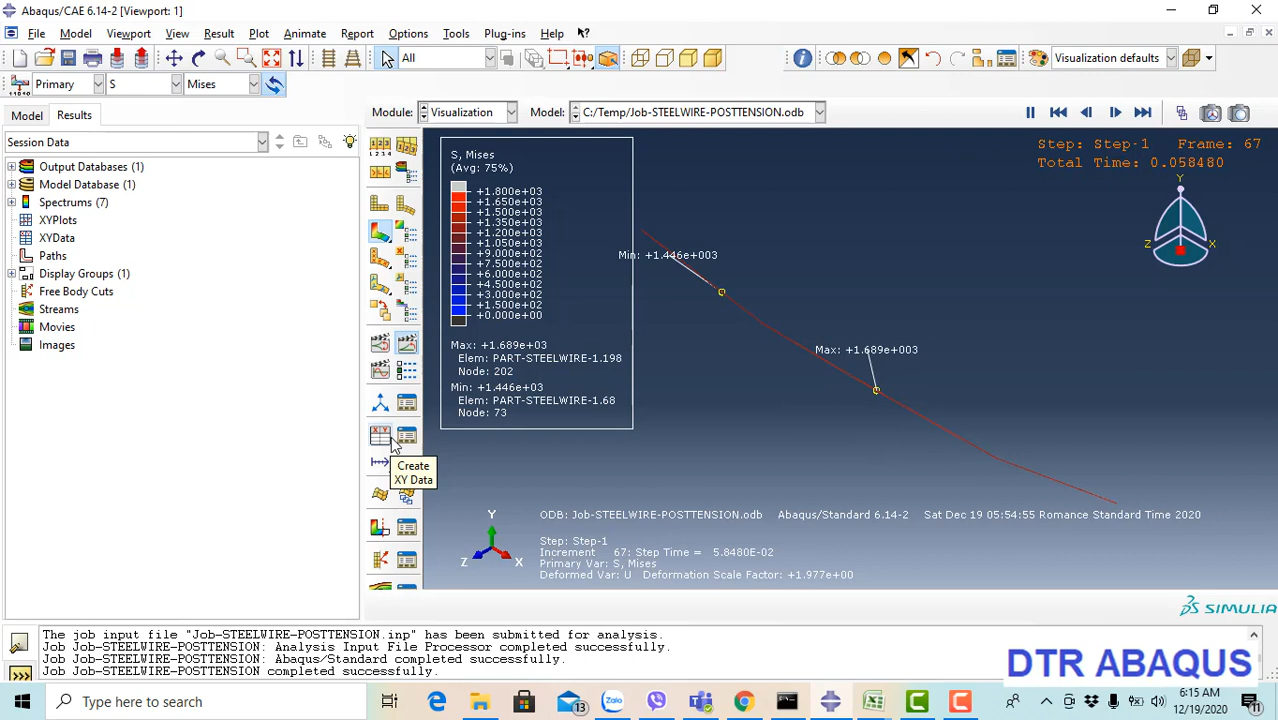 Abaqus/CAE 6.14-2 [Viewport: 1]
File Model Viewport View Result Plot Animate Report Options Tools Plug-ins Help
All
Visualization defaults
Primary S Mises
Model Results
Module: Visualization Model: C:/Temp/Job-STEELWIRE-POSTTENSION.odb
Session Data
Output Databases (1)
Model Database (1)
Spectrums (7)
XYPlots
XYData
Paths
Display Groups (1)
Free Body Cuts
Streams
Movies
Images
Create
XY Data
S, Mises
(Avg: 75%)
+1.800e+03
+1.650e+03
+1.500e+03
+1.350e+03
+1.200e+03
+1.050e+03
+9.000e+02
+7.500e+02
+6.000e+02
+4.500e+02
+3.000e+02
+1.500e+02
+0.000e+00
Max: +1.689e+03
Elem: PART-STEELWIRE-1.198
Node: 202
Min: +1.446e+03
Elem: PART-STEELWIRE-1.68
Node: 73
Min: +1.446e+003
Max: +1.689e+003
Step: Step-1 Frame: 67
Total Time: 0.058480
Y
Z X
Y
Z X
ODB: Job-STEELWIRE-POSTTENSION.odb Abaqus/Standard 6.14-2 Sat Dec 19 05:54:55 Romance Standard Time 2020
Step: Step-1
Increment 67: Step Time = 5.8480E-02
Primary Var: S, Mises
Deformed Var: U Deformation Scale Factor: +1.977e+00
SIMULIA
The job input file "Job-STEELWIRE-POSTTENSION.inp" has been submitted for analysis.
Job Job-STEELWIRE-POSTTENSION: Analysis Input File Processor completed successfully.
Job Job-STEELWIRE-POSTTENSION: Abaqus/Standard completed successfully.
Job Job-STEELWIRE-POSTTENSION completed successfully.
>>>
DTR ABAQUS
Type here to search
13
Zalo
6:15 AM
12/19/2020
11